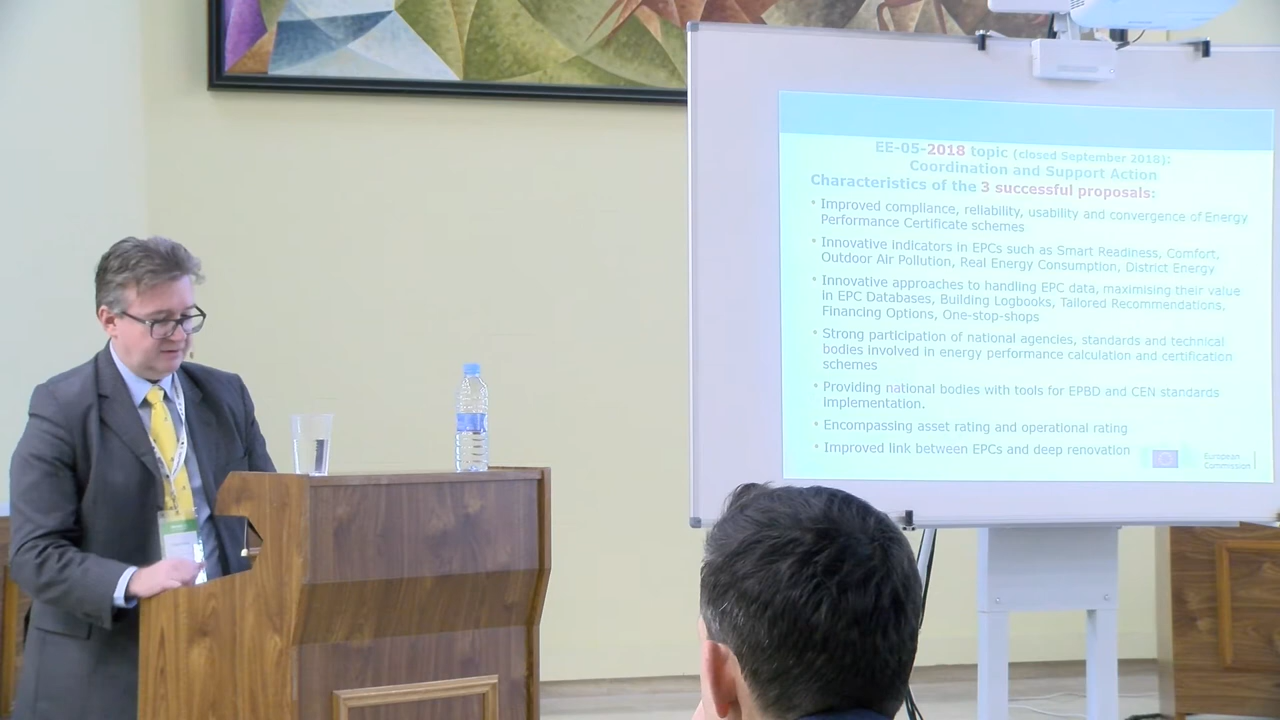 EE-05-2018 topic (closed September 2018):
Coordination and Support Action
Characteristics of the 3 successful proposals:
• Improved compliance, reliability, usability and convergence of Energy
Performance Certificate schemes
• Innovative indicators in EPCs such as Smart Readiness, Comfort,
Outdoor Air Pollution, Real Energy Consumption, District Energy
• Innovative approaches to handling EPC data, maximising their value
in EPC Databases, Building Logbooks, Tailored Recommendations,
Financing Options, One-stop-shops
• Strong participation of national agencies, standards and technical
bodies involved in energy performance calculation and certification
schemes
• Providing national bodies with tools for EPBD and CEN standards
implementation.
• Encompassing asset rating and operational rating
• Improved link between EPCs and deep renovation
European
Commission